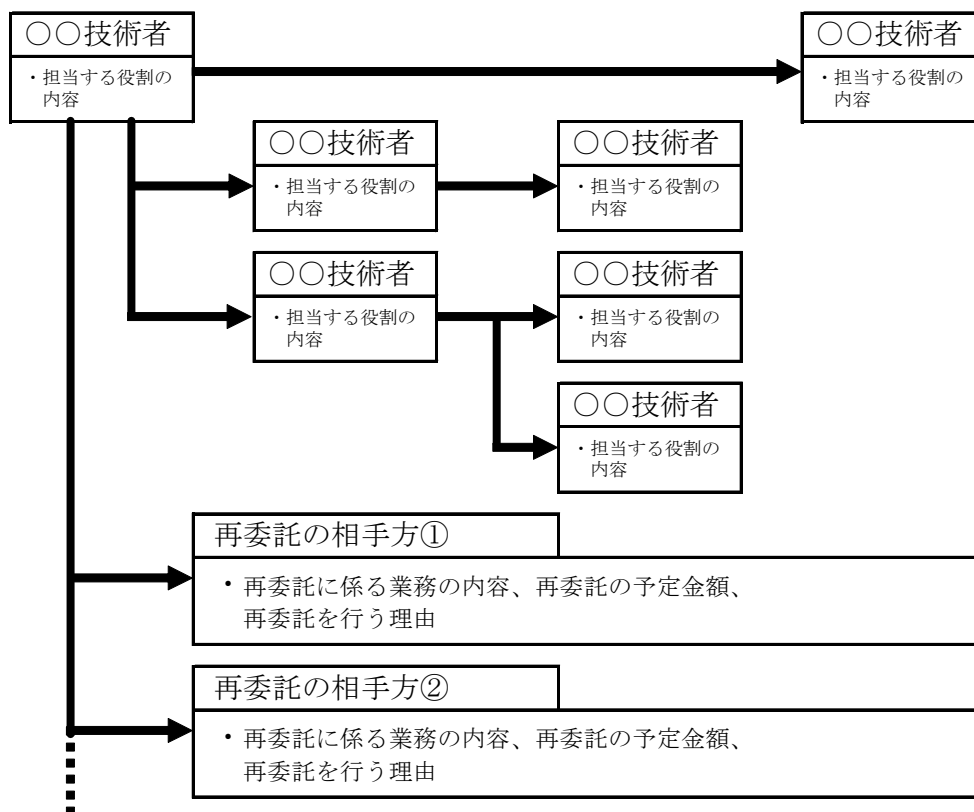 ○○技術者
・担当する役割の
内容
○○技術者
・担当する役割の
内容
○○技術者
・担当する役割の
内容
○○技術者
・担当する役割の
内容
○○技術者
・担当する役割の
内容
○○技術者
・担当する役割の
内容
○○技術者
・担当する役割の
内容
再委託の相手方①
・再委託に係る業務の内容、再委託の予定金額、
再委託を行う理由
再委託の相手方②
・再委託に係る業務の内容、再委託の予定金額、
再委託を行う理由